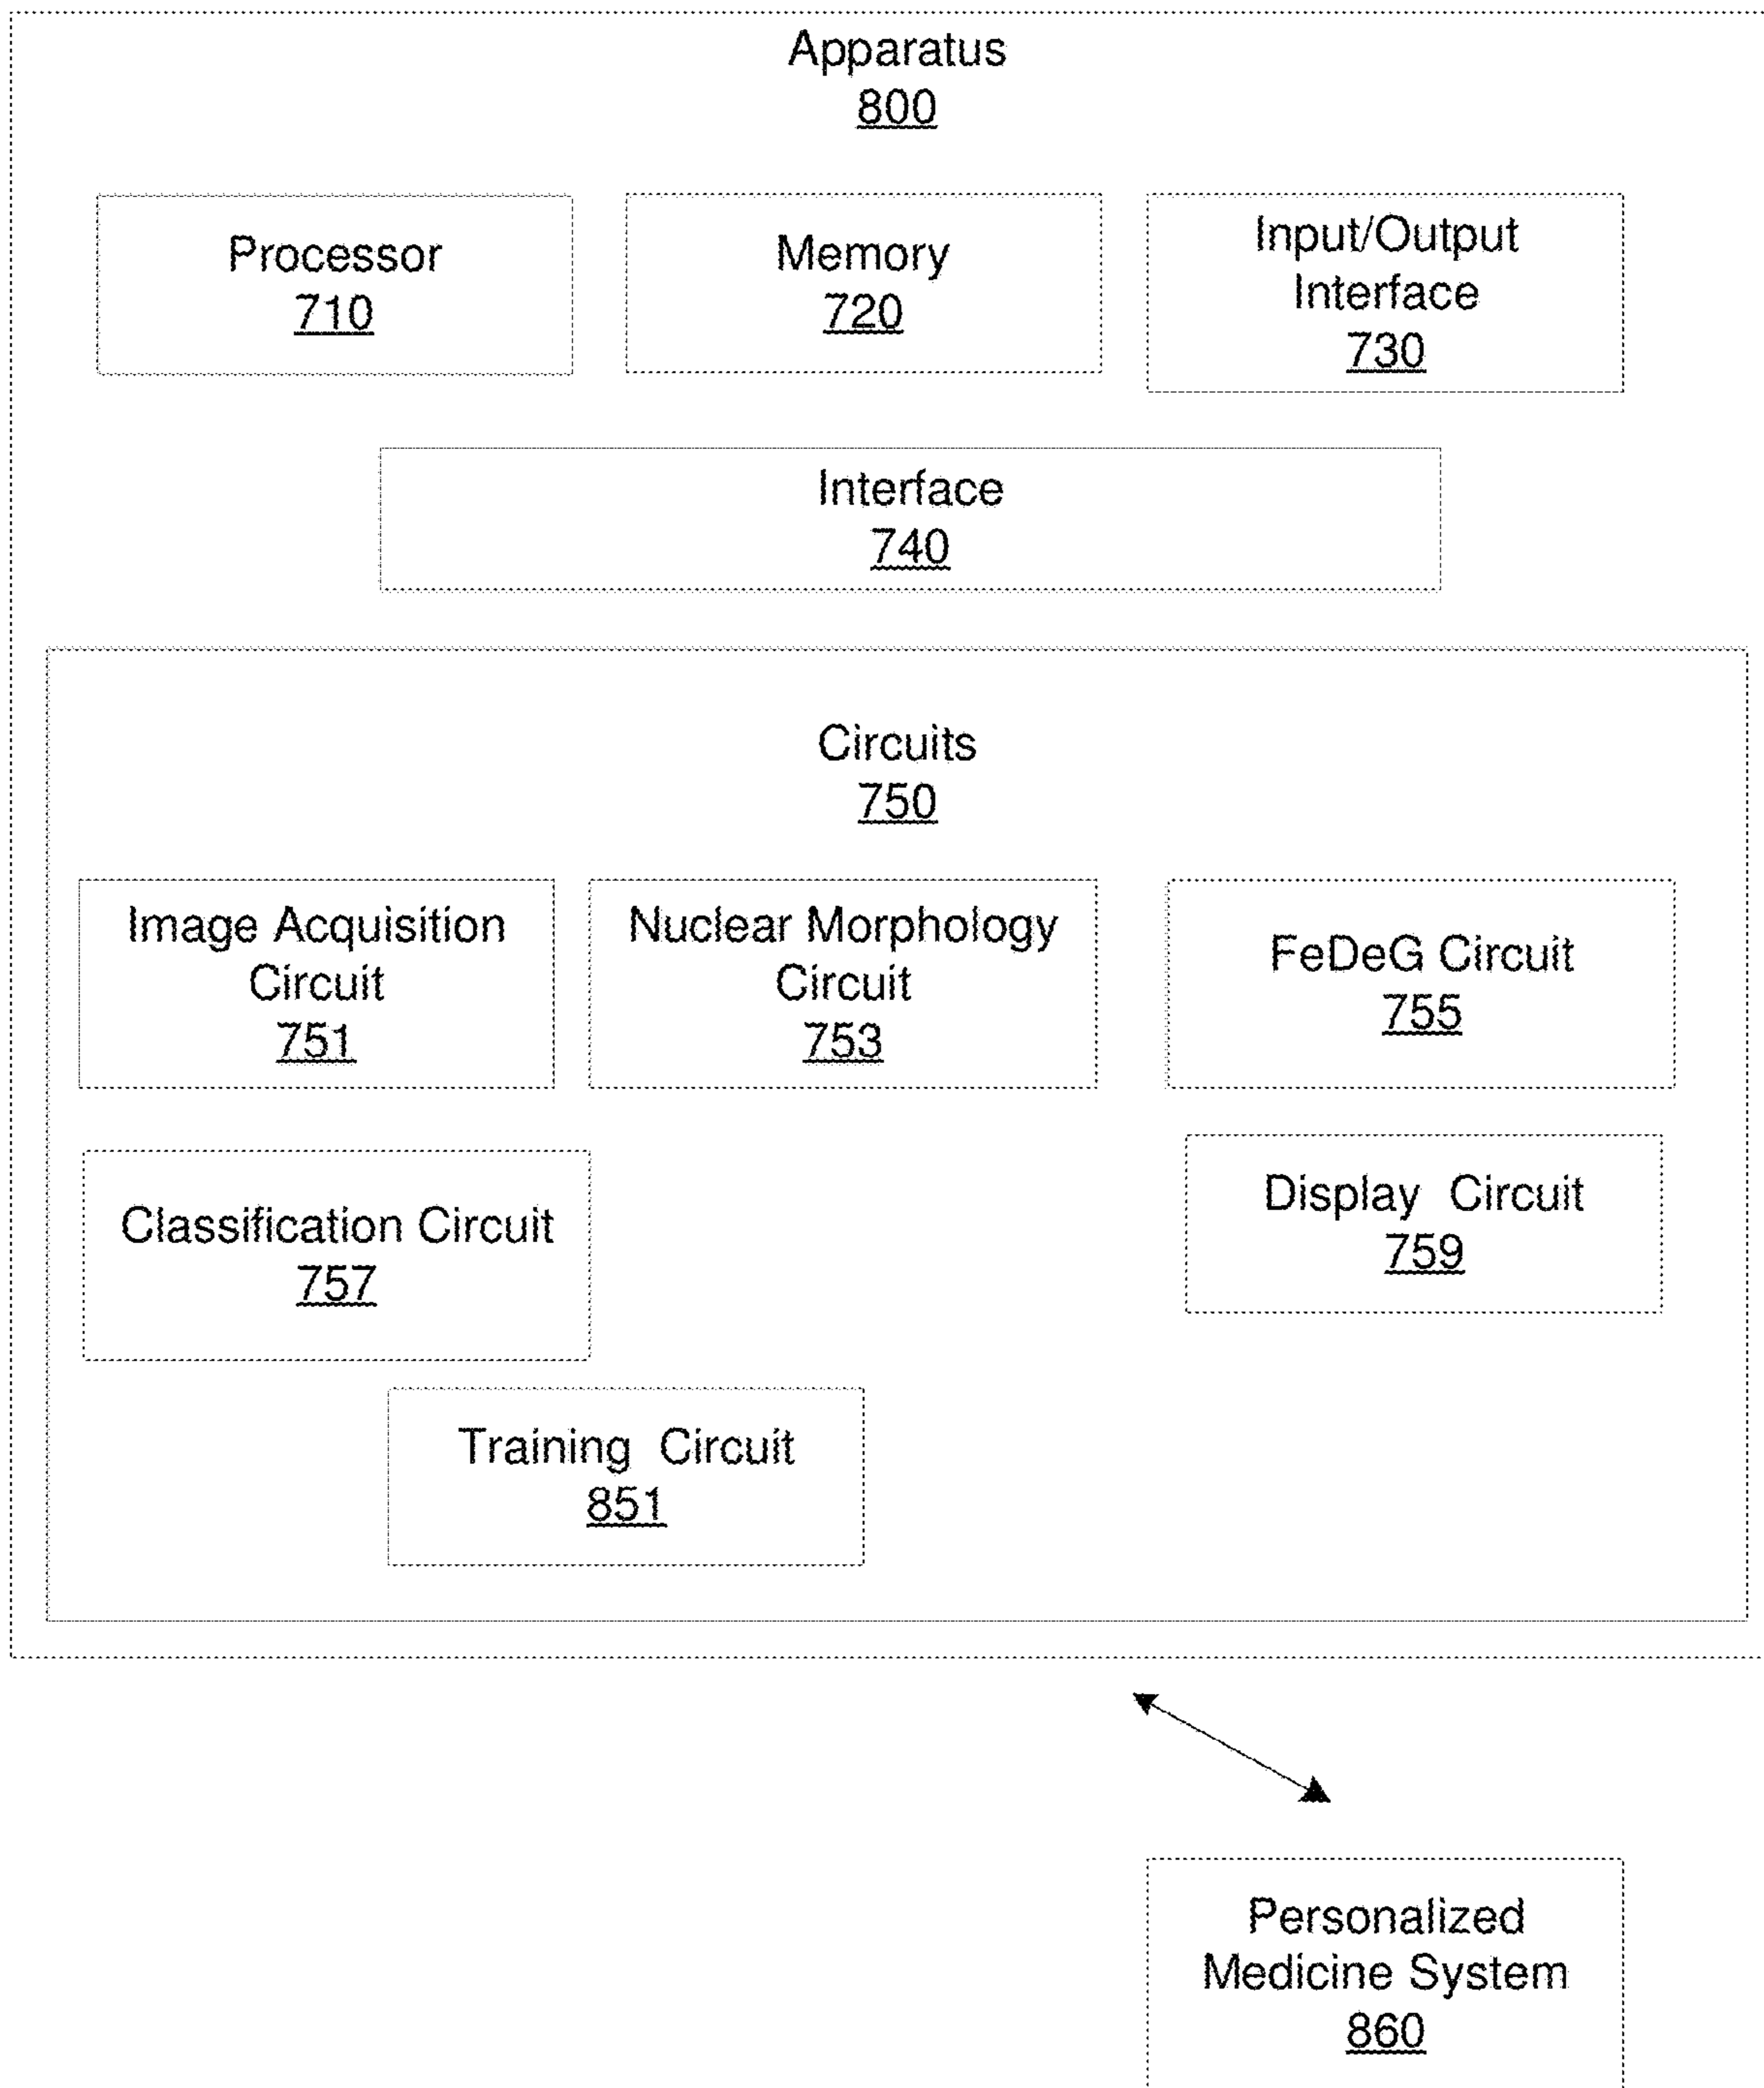 Apparatus
800
Processor
710
Memory
720
Input/Output
Interface
730
Interface
740
Circuits
750
Image Acquisition
Circuit
751
Nuclear Morphology
Circuit
753
FeDeG Circuit
755
Classification Circuit
757
Display Circuit
759
Training Circuit
851
Personalized
Medicine System
860